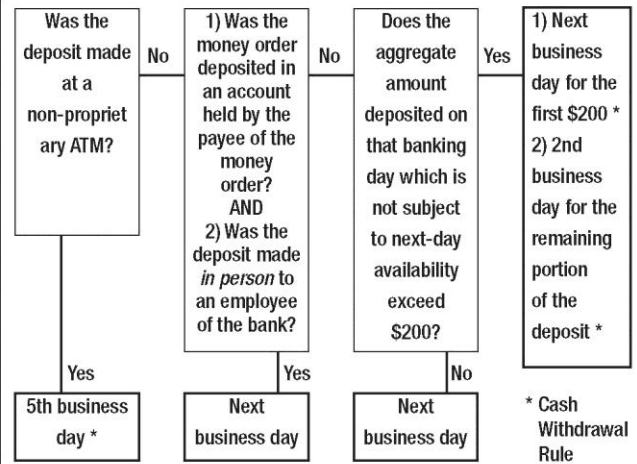 Was the
deposit made
at a
non-propriet
ary ATM?
No
1) Was the
money order
deposited in
an account
held by the
payee of the
money
order?
AND
2) Was the
deposit made
in person to
an employee
of the bank?
No
Does the
aggregate
amount
deposited on
that banking
day which is
not subject
to next-day
availability
exceed
$200?
Yes
1) Next
business
day for the
first $200 *
2) 2nd
business
day for the
remaining
portion
of the
deposit *
Yes
5th business
day *
Yes
Next
business day
No
Next
business day
* Cash
Withdrawal
Rule